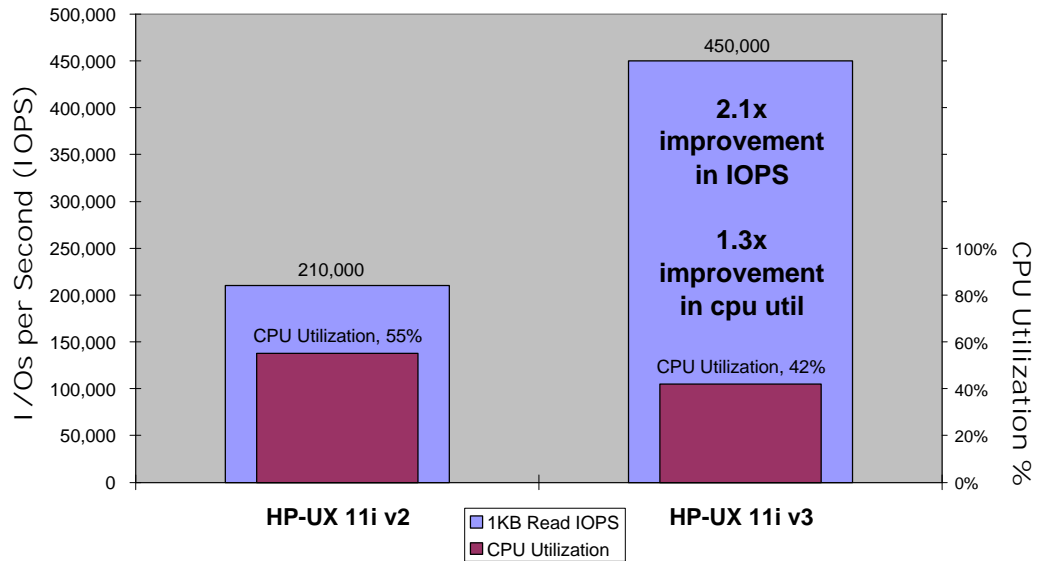 I/Os per Second (IOPS)
500,000
450,000
400,000
350,000
300,000
250,000
200,000
150,000
100,000
50,000
0
210,000
CPU Utilization, 55%
450,000
2.1x
improvement
in IOPS
1.3x
improvement
in cpu util
CPU Utilization, 42%
100%
80%
60%
40%
20%
0%
CPU Utilization %
HP-UX 11i v2
HP-UX 11i v3
1KB Read IOPS
CPU Utilization